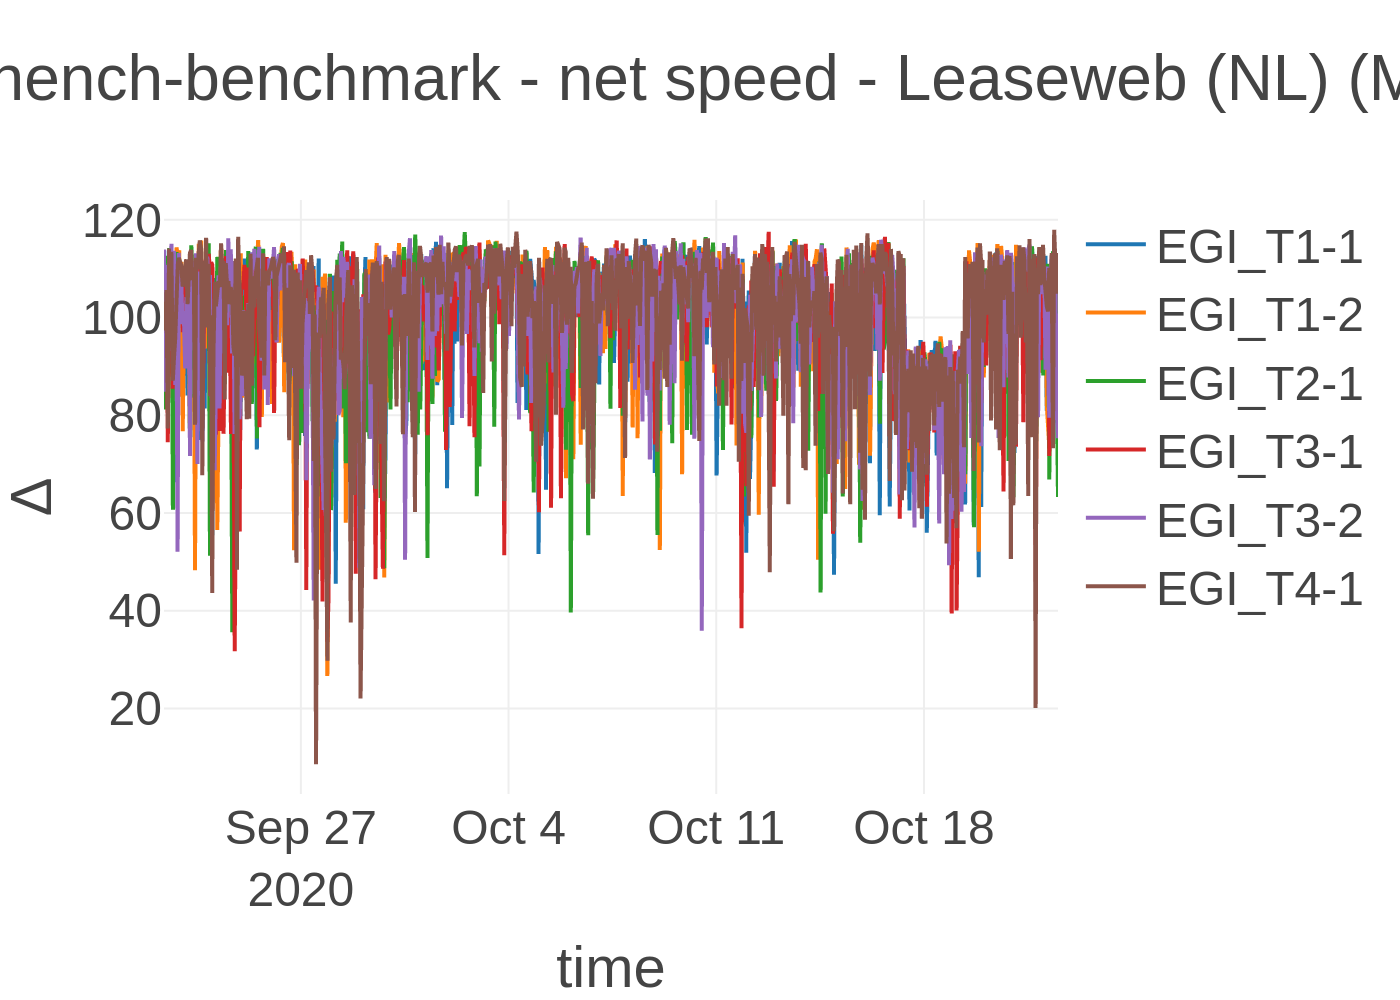 nench-benchmark - net speed - Leaseweb (NL) (M
120
100
80
60
40
20
Δ
Sep 27
2020
Oct 4
Oct 11
Oct 18
time
EGI_T1-1
EGI_T1-2
EGI_T2-1
EGI_T3-1
EGI_T3-2
EGI_T4-1